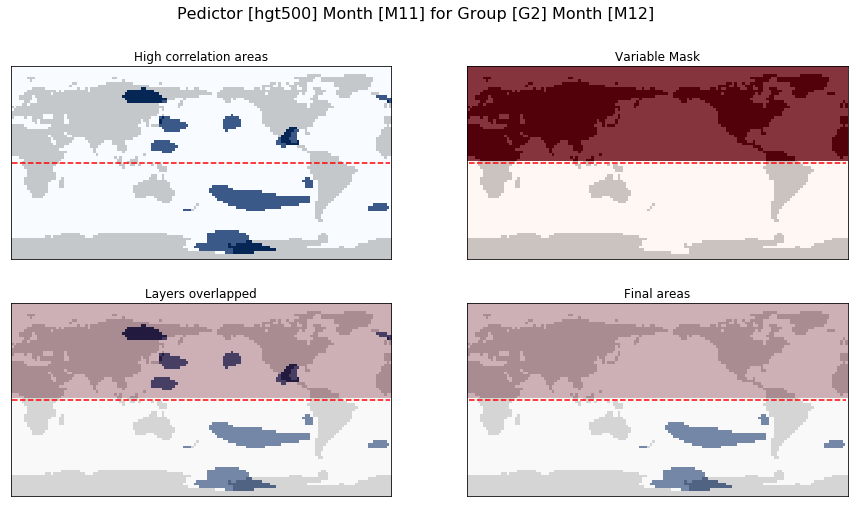 Pedictor [hgt500] Month [M11] for Group [G2] Month [M12]
High correlation areas
Variable Mask
Layers overlapped
Final areas